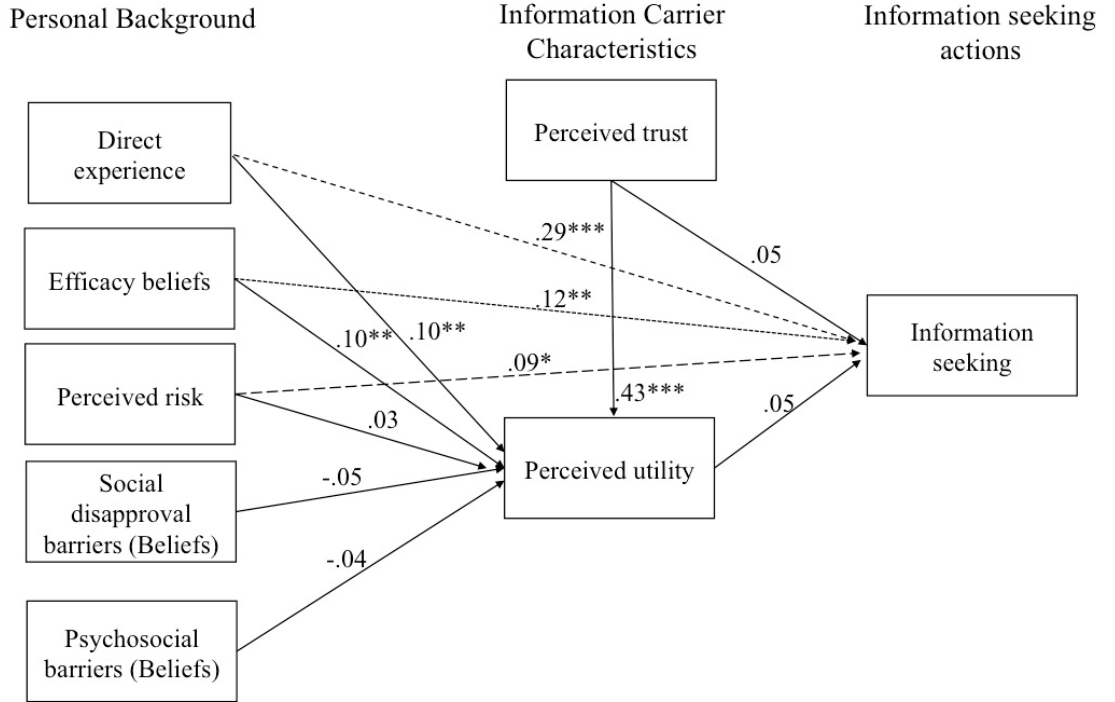 Personal Background
Information Carrier
Characteristics
Information seeking
actions
Direct
experience
Perceived trust
.29***
.05
Efficacy beliefs
.12**
Information
seeking
.10**
.10**
Perceived risk
.09*
.43***
.05
.03
Perceived utility
Social
disapproval
barriers (Beliefs)
-.05
-.04
Psychosocial
barriers (Beliefs)